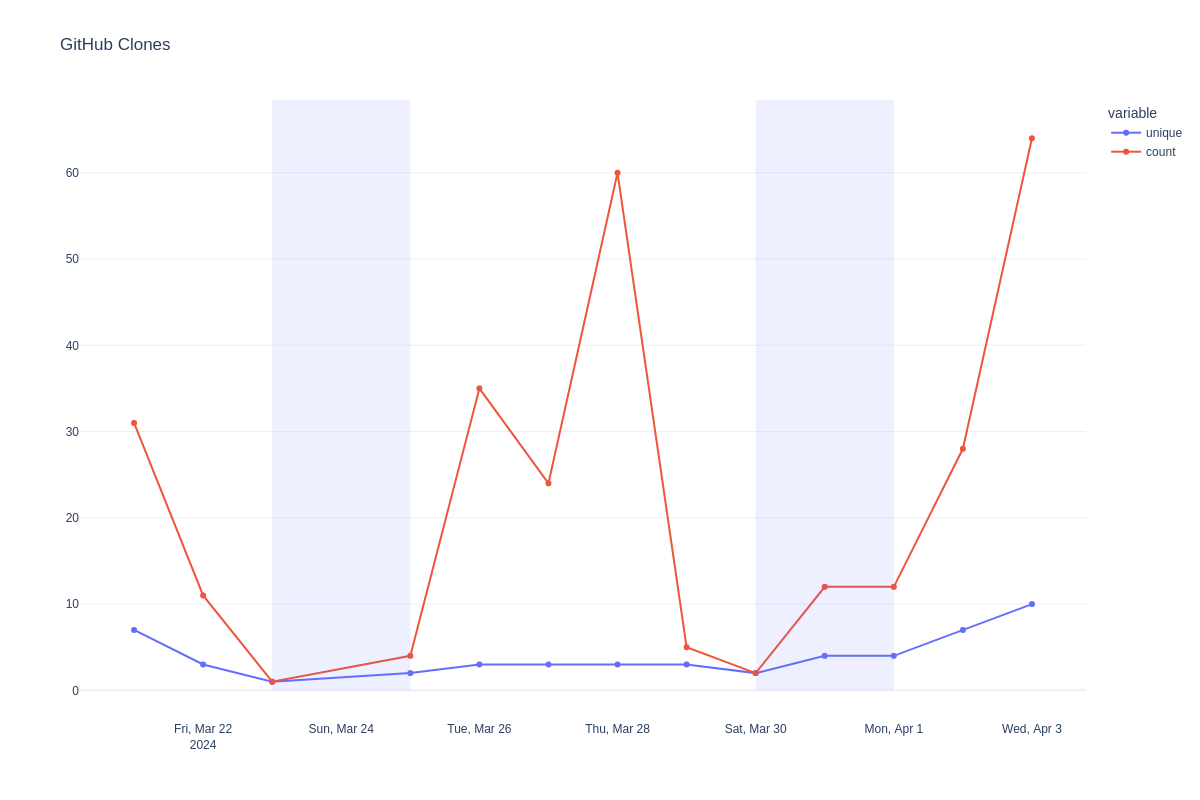 GitHub Clones
variable
unique
count
60
50
40
30
20
10
0
Fri, Mar 22
2024
Sun, Mar 24
Tue, Mar 26
Thu, Mar 28
Sat, Mar 30
Mon, Apr 1
Wed, Apr 3